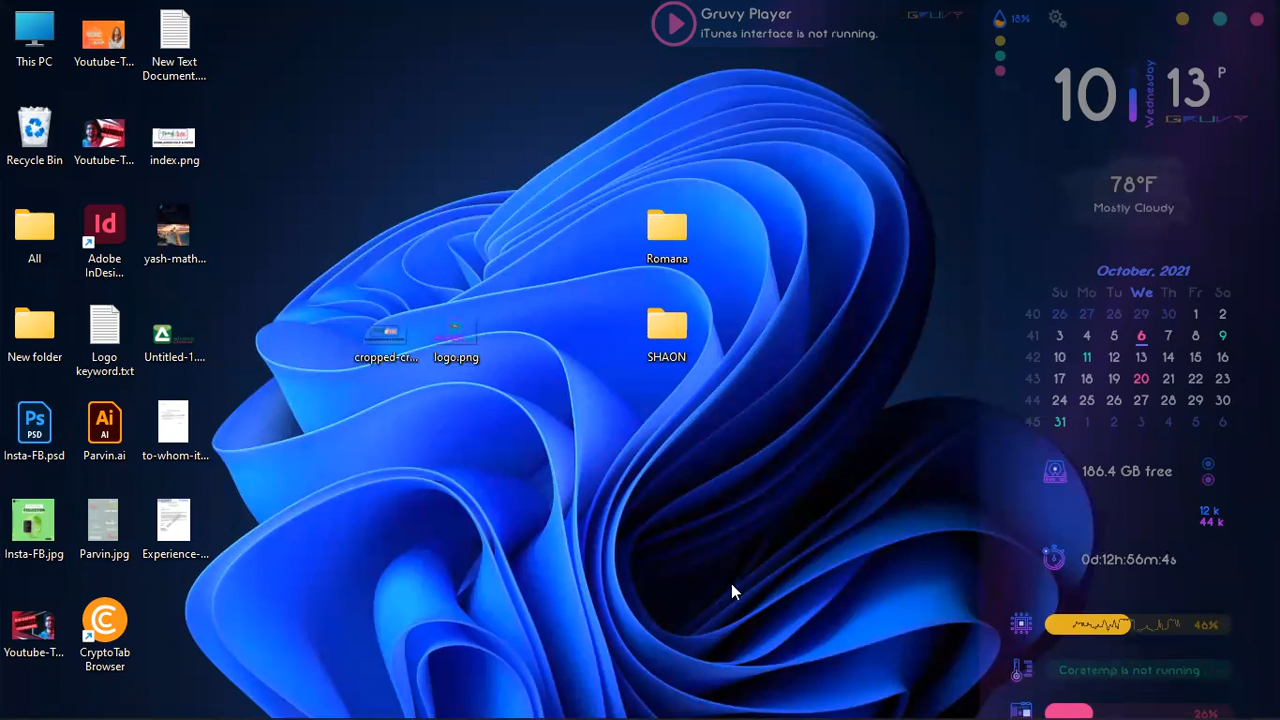 This PC
Youtube-T...
New Text
Document....
Recycle Bin
Youtube-T...
index.png
All
Adobe
InDesi...
yash-math...
New folder
Logo
keyword.txt
Untitled-1....
Insta-FB.psd
Parvin.ai
to-whom-it...
Insta-FB.jpg
Parvin.jpg
Experience-...
Youtube-T...
CryptoTab
Browser
Ps
PSD
Ai
AI
Id
cropped-cr...
logo.png
Romana
SHAON
Gruvy Player
iTunes interface is not running.
GRUVY
18%
10
Wednesday
13
P
GRUVY
78°F
Mostly Cloudy
October, 2021
Su Mo Tu We Th Fr Sa
40 26 27 28 29 30 1 2
41 3 4 5 6 7 8 9
42 10 11 12 13 14 15 16
43 17 18 19 20 21 22 23
44 24 25 26 27 28 29 30
45 31 1 2 3 4 5 6
186.4 GB free
12 k
44 k
0d:12h:56m:4s
46%
Coretemp is not running
26%